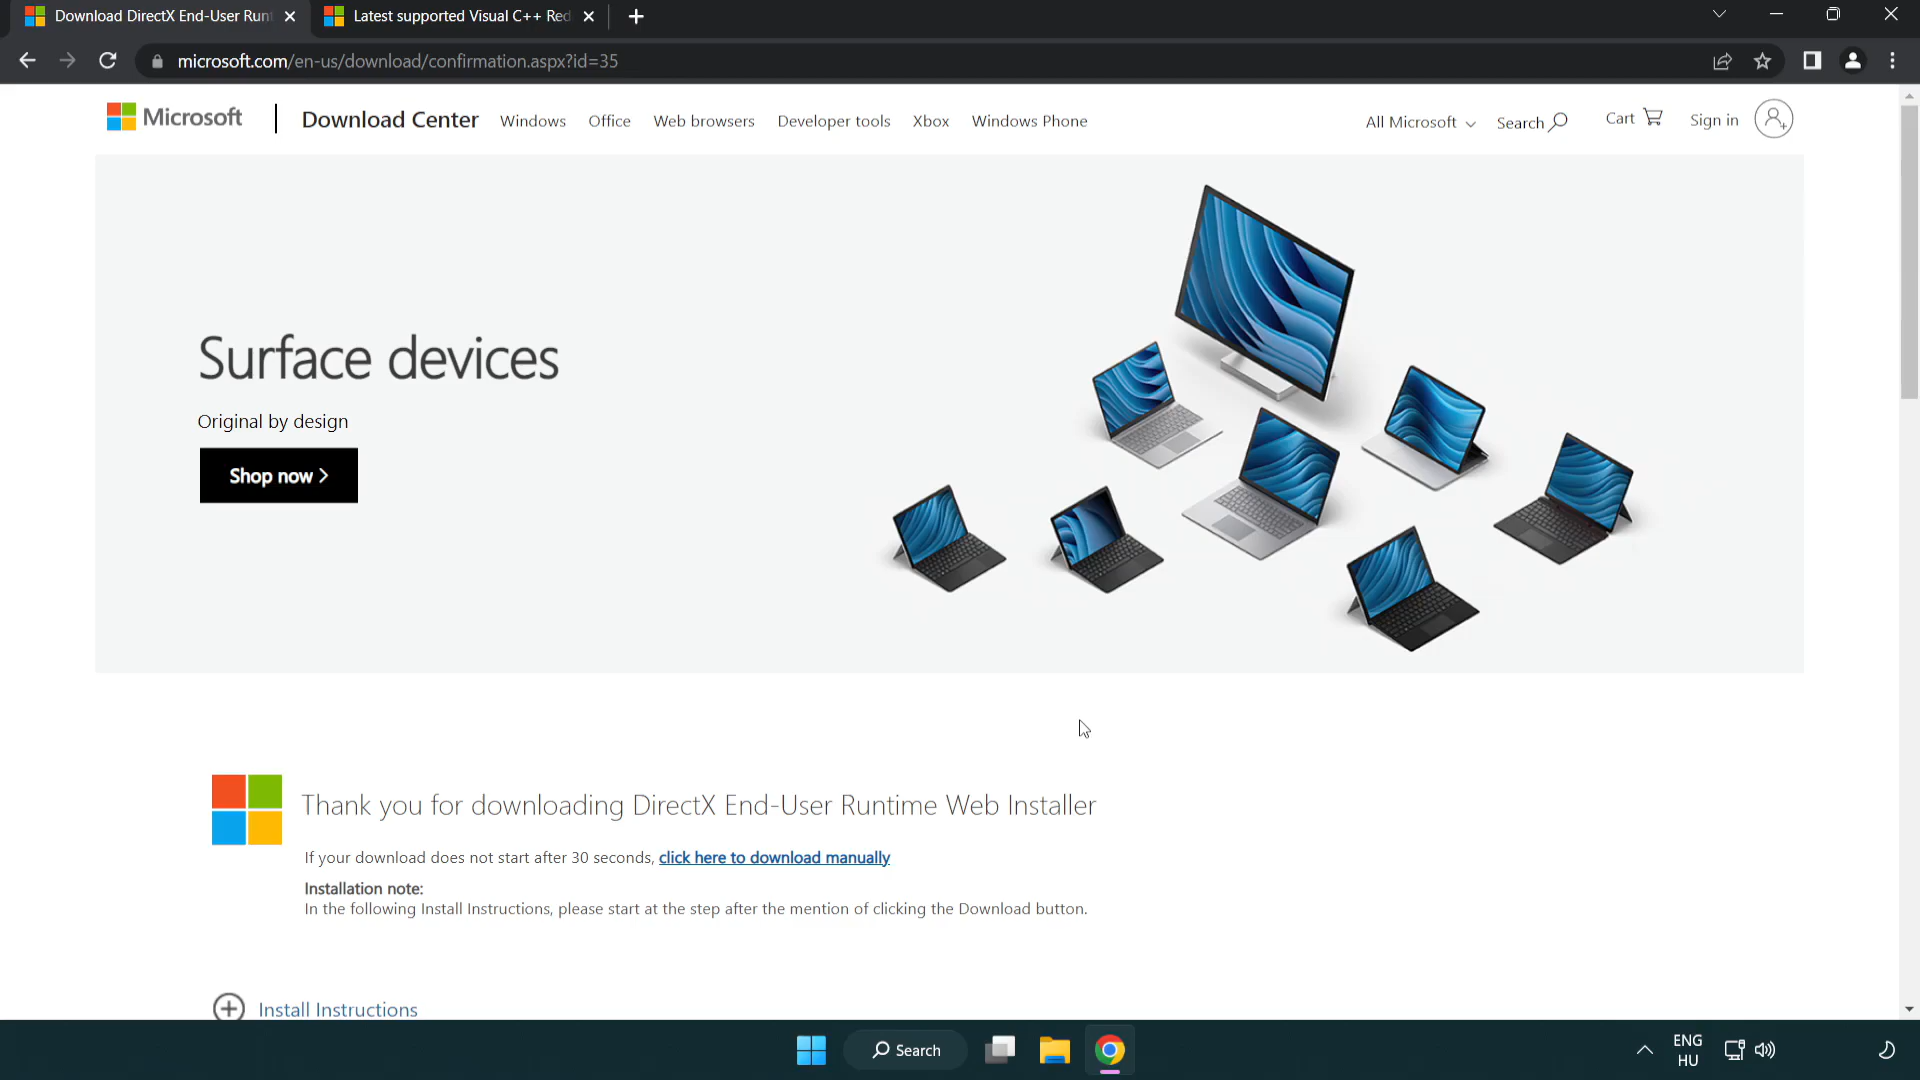 Download DirectX End-User Runt
Latest supported Visual C++ Red
microsoft.com/en-us/download/confirmation.aspx?id=35
Microsoft
Download Center
Windows
Office
Web browsers
Developer tools
Xbox
Windows Phone
All Microsoft
Search
Cart
Sign in
Surface devices
Original by design
Shop now
Thank you for downloading DirectX End-User Runtime Web Installer
If your download does not start after 30 seconds, click here to download manually
Installation note:
In the following Install Instructions, please start at the step after the mention of clicking the Download button.
Install Instructions
Search
ENG
HU